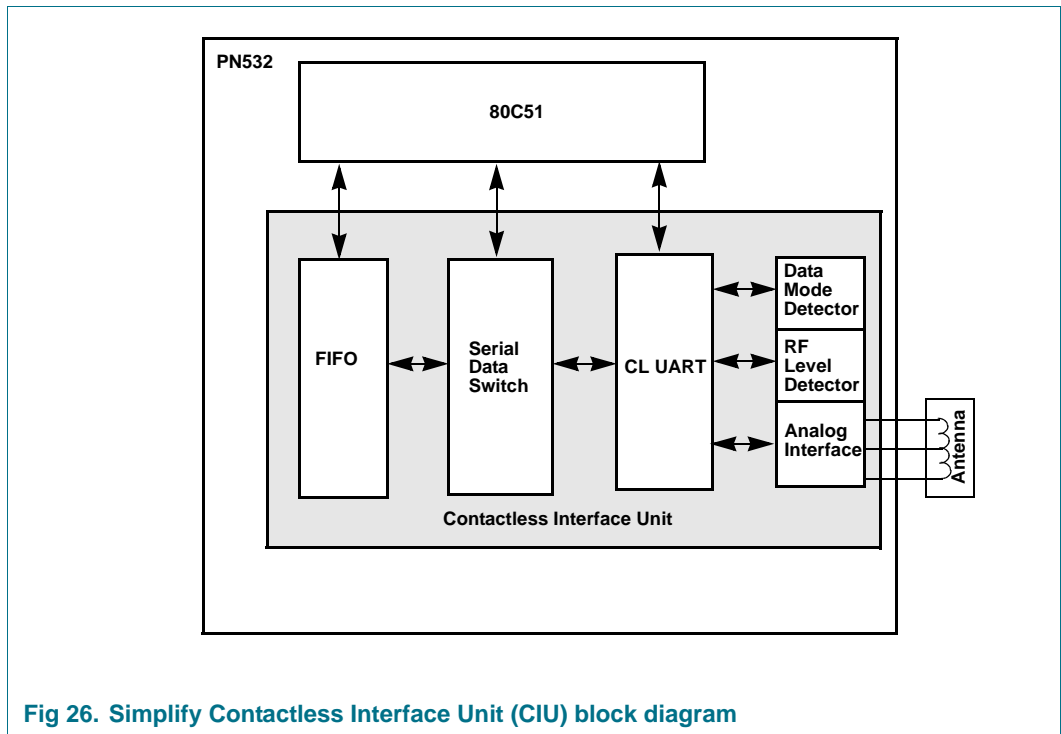 PN532
80C51
FIFO
Serial
Data
Switch
CL UART
Data
Mode
Detector
RF
Level
Detector
Analog
Interface
Antenna
Contactless Interface Unit
Fig 26. Simplify Contactless Interface Unit (CIU) block diagram